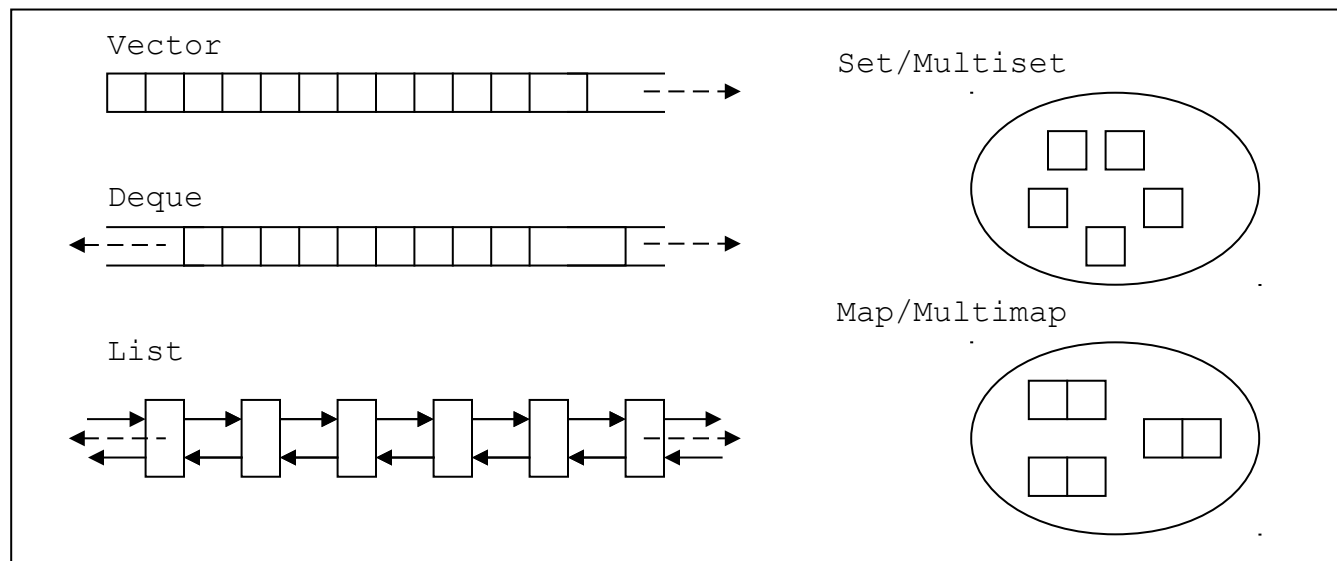 Vector
Deque
List
Set/Multiset
Map/Multimap